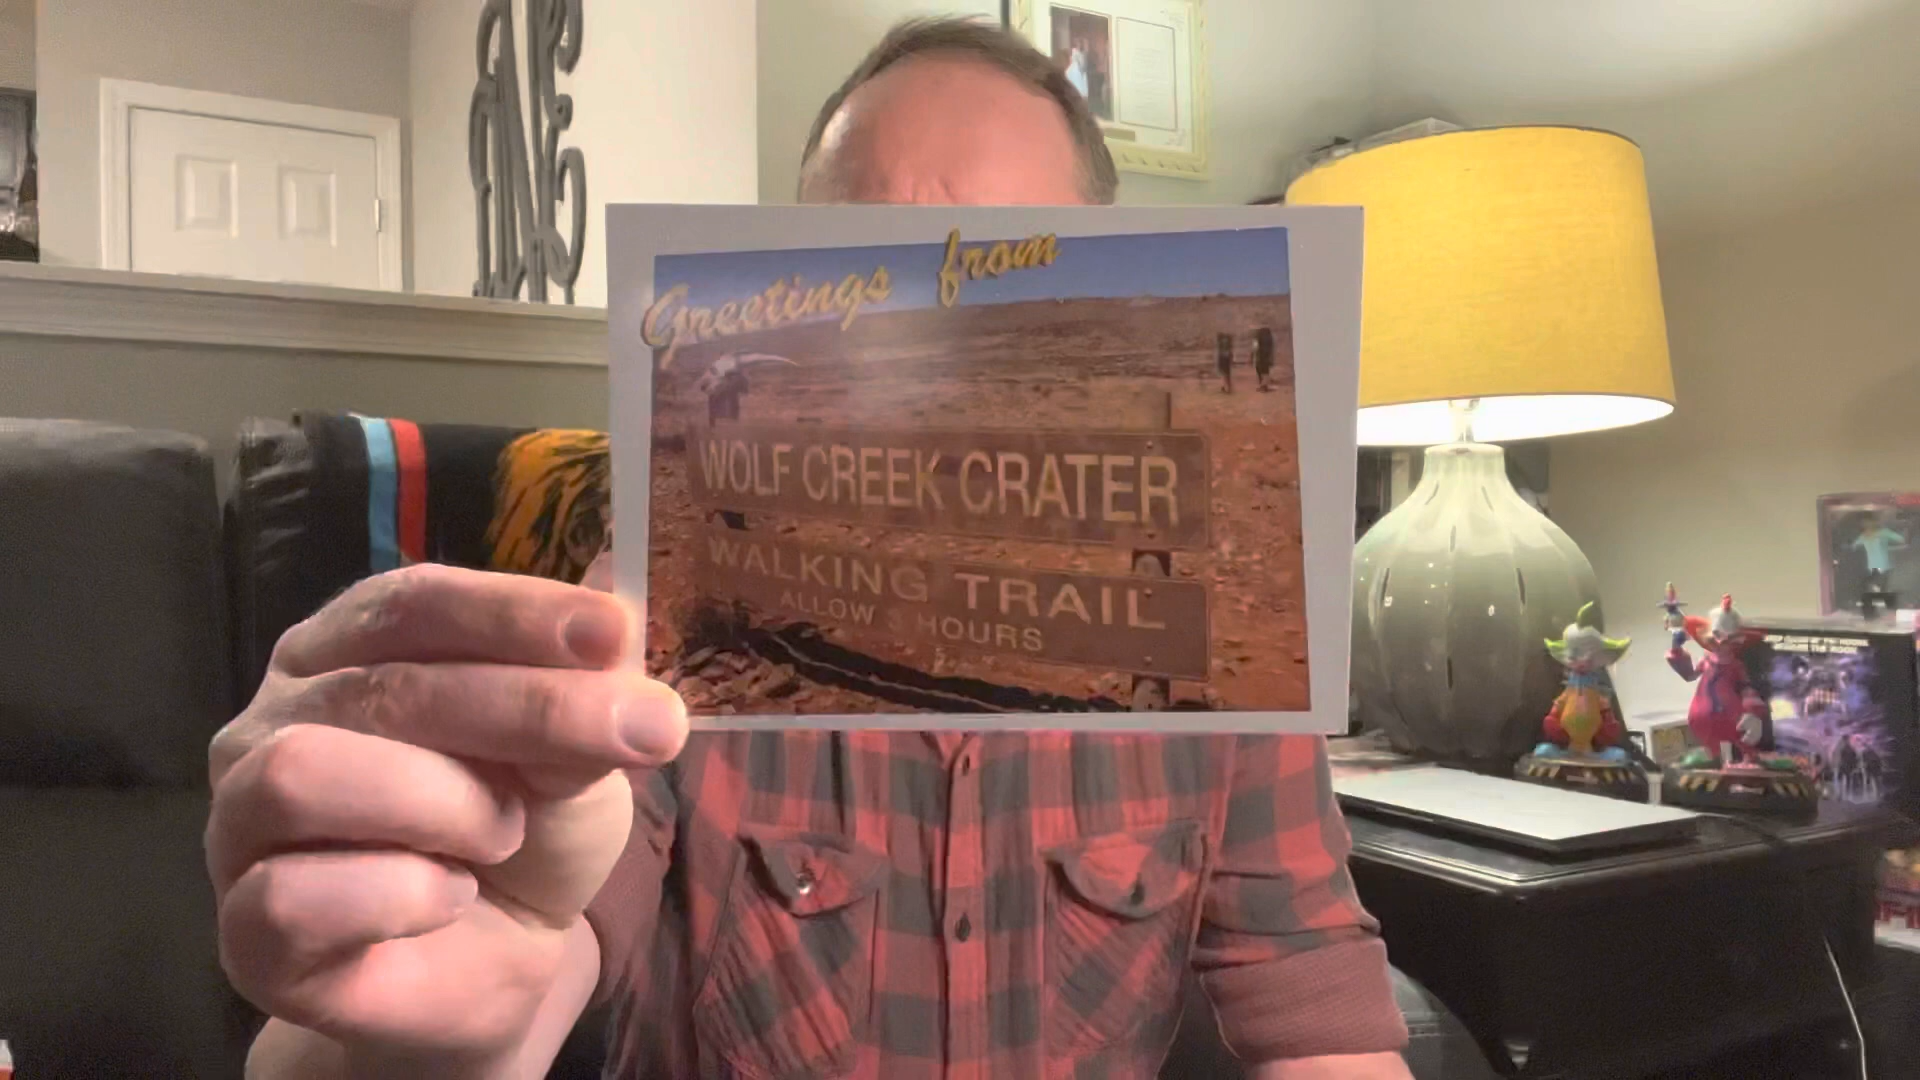 Greetings from
WOLF CREEK CRATER
WALKING TRAIL
ALLOW 3 HOURS